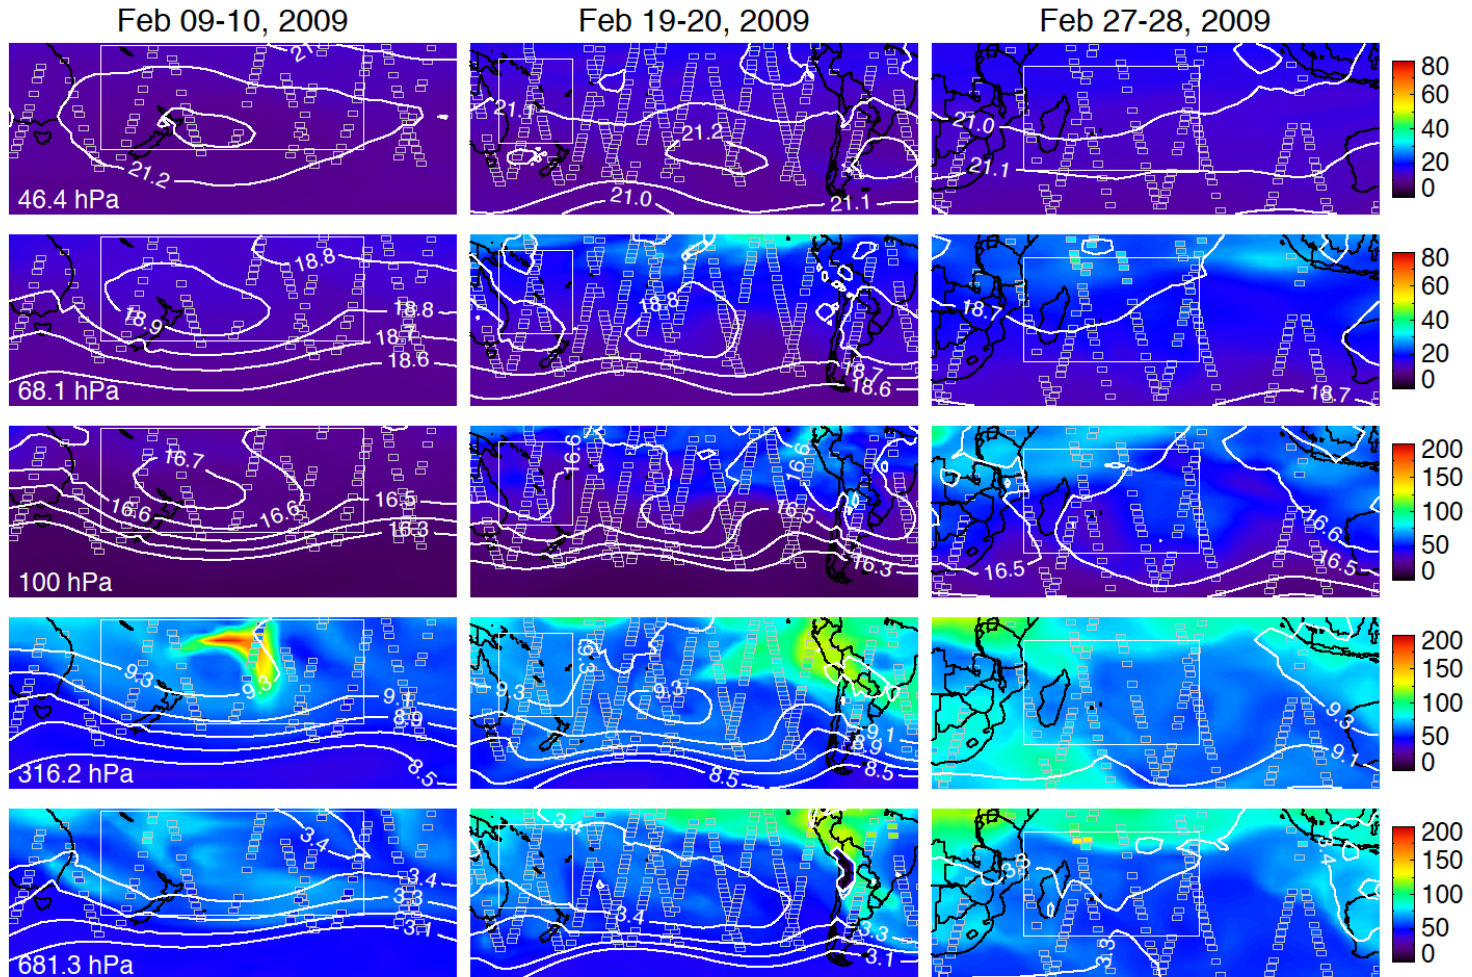 Feb 09-10, 2009 Feb 19-20, 2009 Feb 27-28, 2009
21.2
46.4 hPa
21.1 21.2 21.0 21.1
21.0 21.1
80 60 40 20 0
18.8 18.9 18.8 18.7 18.6
68.1 hPa
18.8 18.7 18.6
18.7 18.7
80 60 40 20 0
16.7 16.6 16.6 16.5 16.3
100 hPa
16.6 16.6 16.5 16.3
16.5 16.6 16.5
200 150 100 50 0
9.3 9.3 9.1 8.9 8.5
316.2 hPa
9.3 9.3 9.3 9.1 8.9 8.5
9.3 9.1
200 150 100 50 0
3.4 3.4 3.3 3.1
681.3 hPa
3.4 3.4 3.3 3.1
3.4 3.3
200 150 100 50 0